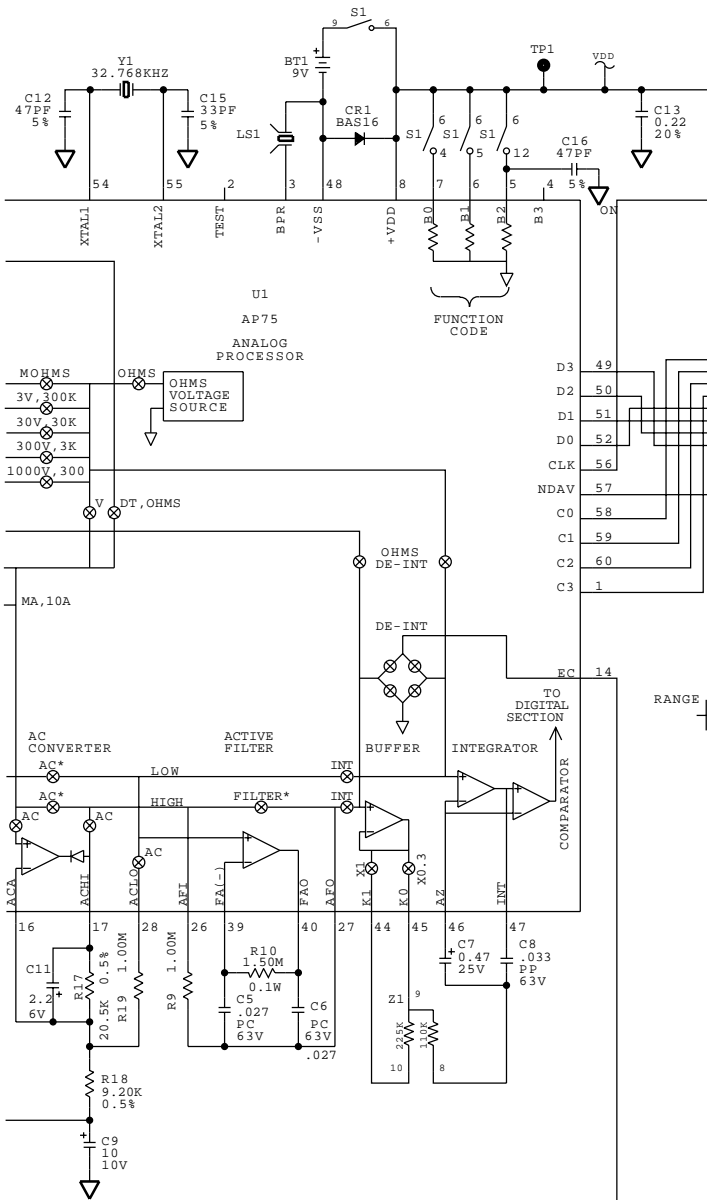 S1
9
6
Y1
32.768KHZ
BT1
9V
+
TP1
VDD
C12
47PF
5%
C15
33PF
5%
LS1
CR1
BAS16
6
6
6
S1
S1
S1
4
5
12
C13
0.22
20%
C16
47PF
5%
54
55
2
3
48
8
7
6
5
4
XTAL1
XTAL2
TEST
BPR
-VSS
+VDD
B0
B1
B2
B3
ON
U1
AP75
ANALOG
PROCESSOR
FUNCTION
CODE
MOHMS
OHMS
OHMS
VOLTAGE
SOURCE
3V,300K
30V,30K
300V,3K
1000V,300
V
DT,OHMS
D3
49
D2
50
D1
51
D0
52
CLK
56
NDAV
57
C0
58
C1
59
C2
60
C3
1
OHMS
DE-INT
MA,10A
DE-INT
EC
14
TO
DIGITAL
SECTION
RANGE
AC
CONVERTER
ACTIVE
FILTER
BUFFER
INTEGRATOR
COMPARATOR
AC*
LOW
INT
AC*
HIGH
FILTER*
INT
AC
AC
AC
+
-
+
-
+
-
+
-
+
-
X1
X0.3
ACA
ACHI
ACLO
AFI
FA(-)
FAO
AFO
K1
K0
AZ
INT
16
17
28
26
39
40
27
44
45
46
47
C11
2.2
+
6V
R17
20.5K 0.5%
R19 1.00M
R9 1.00M
R10
1.50M
0.1W
C5
.027
PC
63V
C6
PC
63V
.027
+
C7
0.47
25V
C8
.033
PP
63V
Z1
9
225K
110K
10
8
R18
9.20K
0.5%
+
C9
10
10V